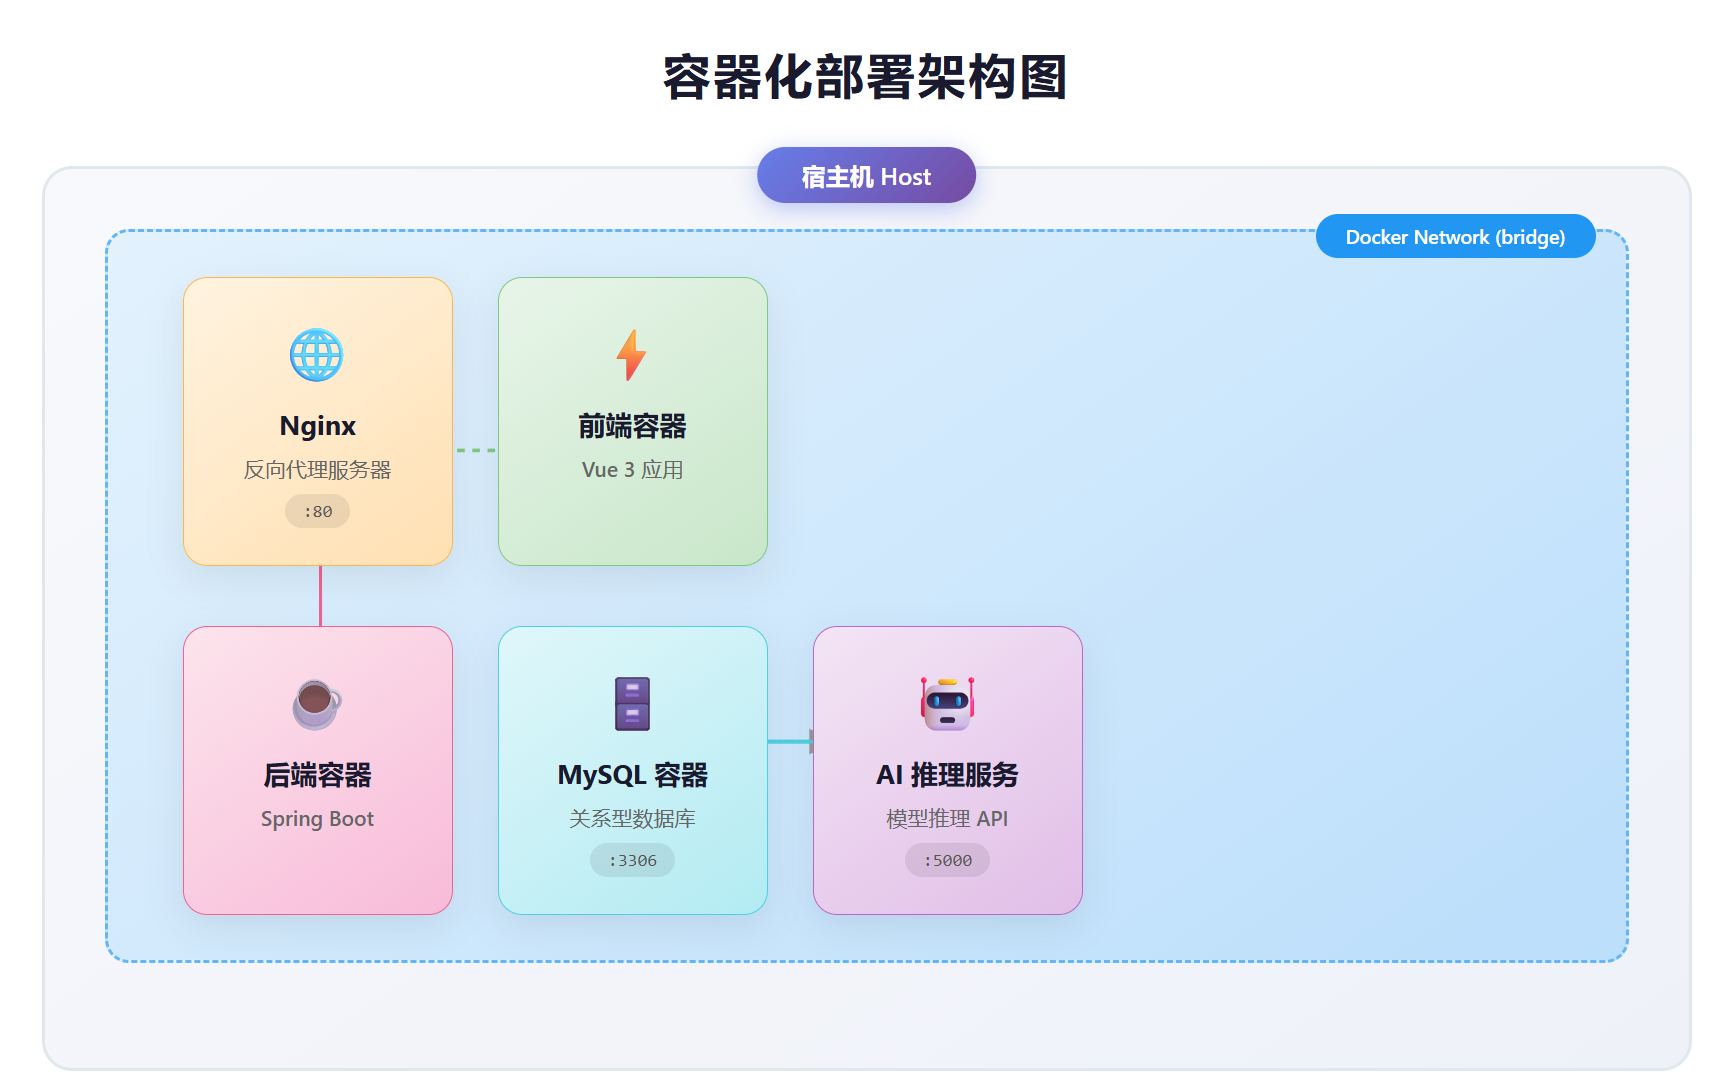 容器化部署架构图
宿主机 Host
Docker Network (bridge)
Nginx
反向代理服务器
:80
前端容器
Vue 3 应用
后端容器
Spring Boot
MySQL 容器
关系型数据库
:3306
AI 推理服务
模型推理 API
:5000